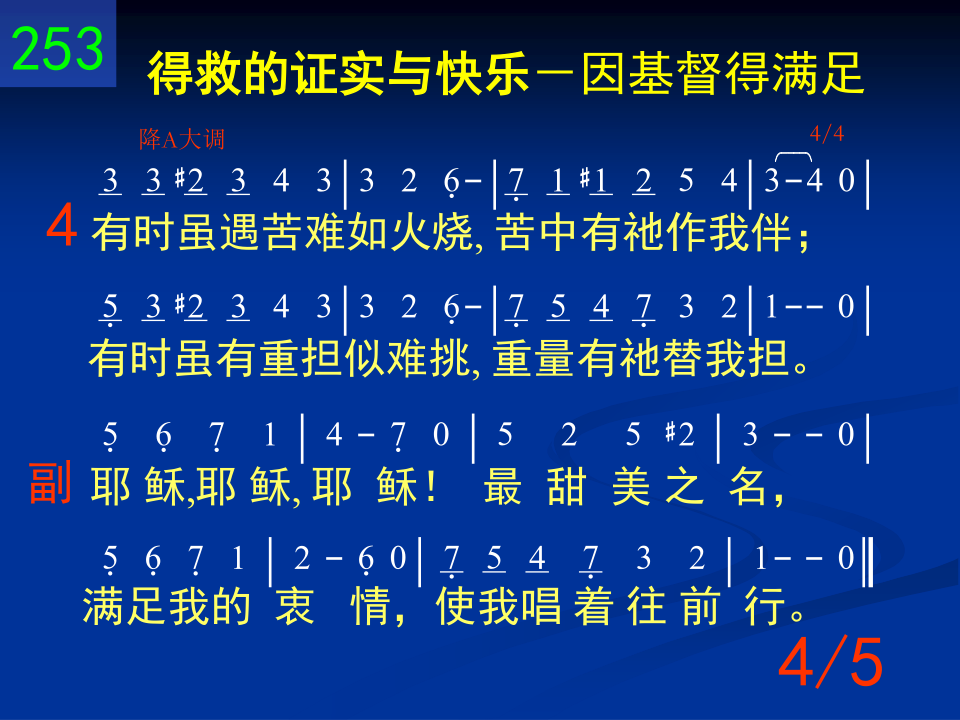 253
得救的证实与快乐－因基督得满足
降A大调 4/4
3 3 #2 3 4 3|3 2 6̣-|7̣ 1 #1 2 5 4|3-4 0|
4 有时虽遇苦难如火烧, 苦中有祂作我伴；
5̣ 3 #2 3 4 3|3 2 6̣-|7̣ 5 4 7̣ 3 2|1-- 0|
有时虽有重担似难挑, 重量有祂替我担。
5̣ 6̣ 7̣ 1|4 - 7̣ 0|5 2 5 #2|3 - - 0|
副 耶 稣,耶 稣, 耶 稣！ 最 甜 美 之 名，
5̣ 6̣ 7̣ 1|2 - 6̣ 0|7̣ 5 4 7̣ 3 2|1 - - 0‖
满足我的 衷 情，使我唱 着 往 前 行。
4/5